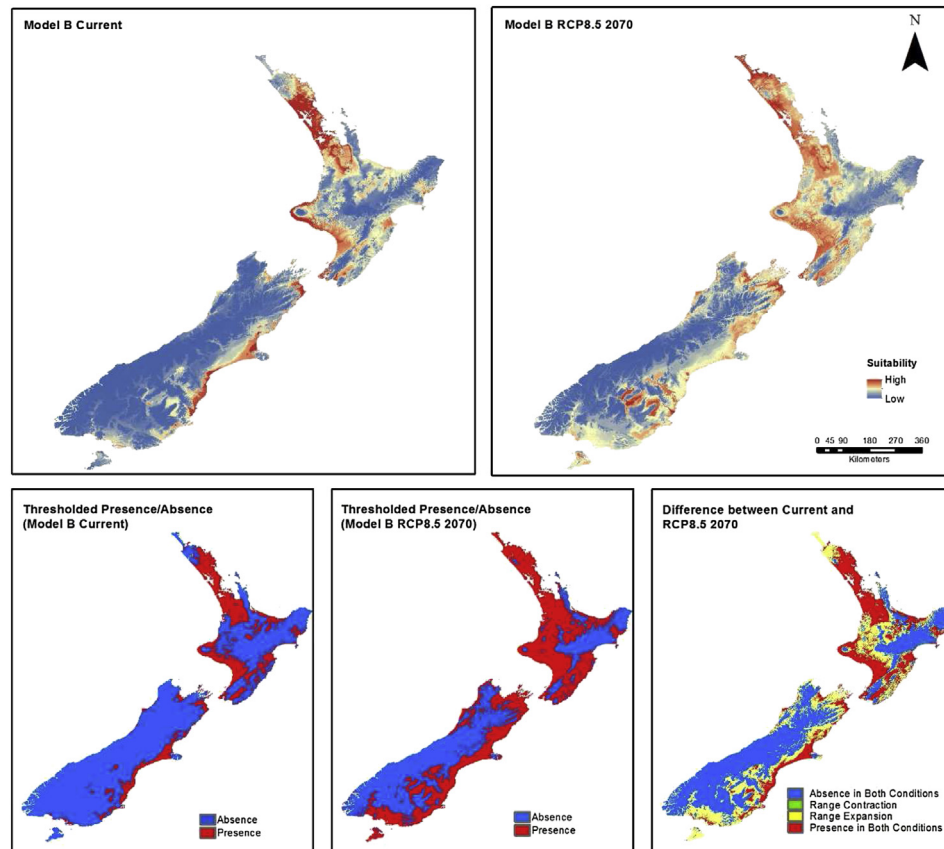 Model B Current
Model B RCP8.5 2070
N
Suitability
High
Low
0 45 90 180 270 360
Kilometers
Thresholded Presence/Absence
(Model B Current)
Absence
Presence
Thresholded Presence/Absence
(Model B RCP8.5 2070)
Absence
Presence
Difference between Current and
RCP8.5 2070
Absence in Both Conditions
Range Contraction
Range Expansion
Presence in Both Conditions